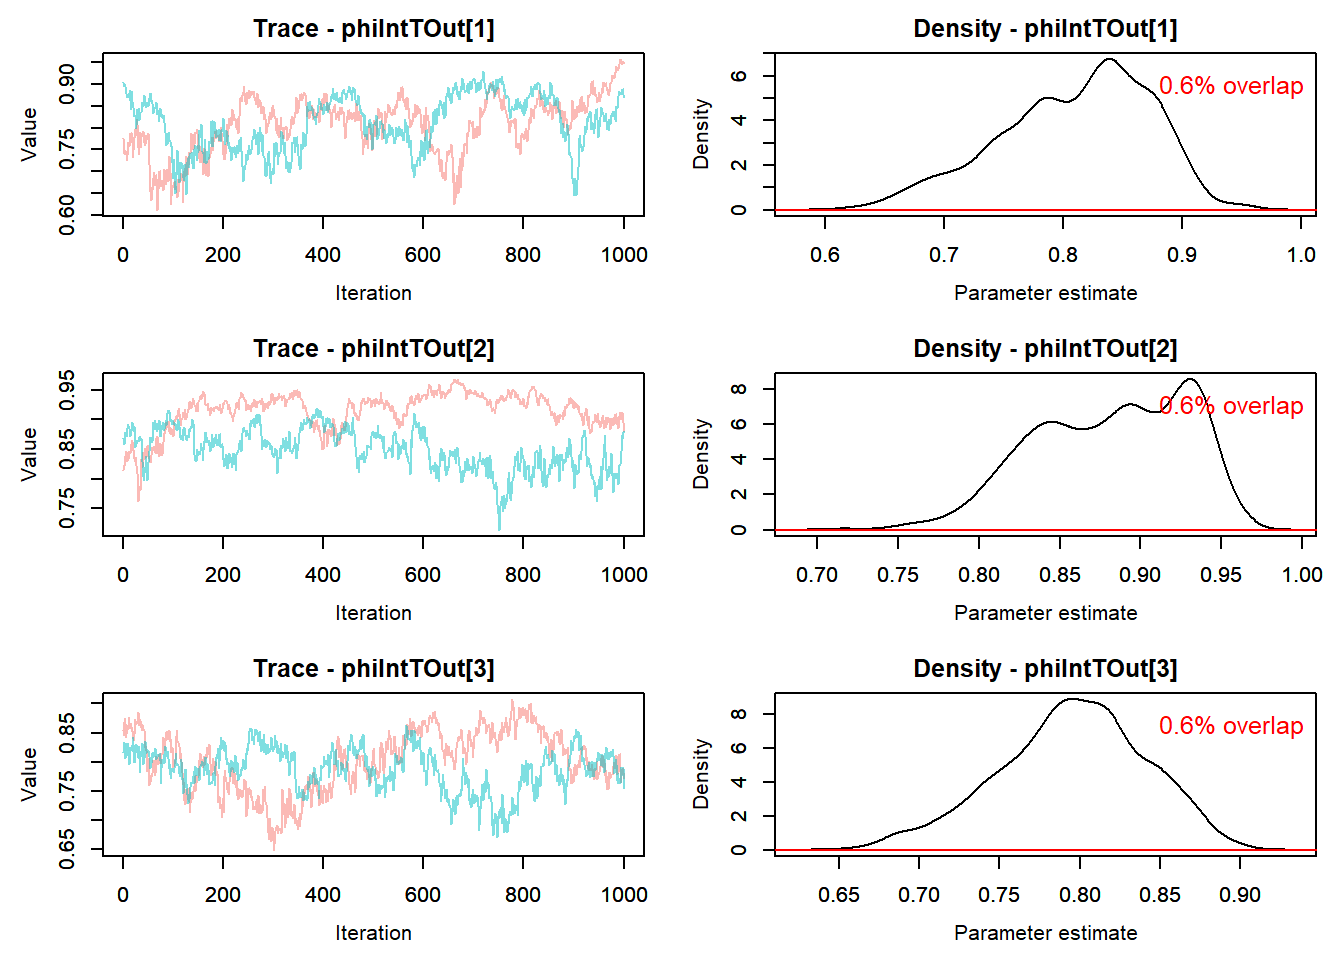 Trace - phiIntTOut[1]
Value
0.60 0.75 0.90
0 200 400 600 800 1000
Iteration
Density - phiIntTOut[1]
0.6% overlap
Density
0 2 4 6
0.6 0.7 0.8 0.9 1.0
Parameter estimate
Trace - phiIntTOut[2]
Value
0.75 0.85 0.95
0 200 400 600 800 1000
Iteration
Density - phiIntTOut[2]
0.6% overlap
Density
0 2 4 6 8
0.70 0.75 0.80 0.85 0.90 0.95 1.00
Parameter estimate
Trace - phiIntTOut[3]
Value
0.65 0.75 0.85
0 200 400 600 800 1000
Iteration
Density - phiIntTOut[3]
0.6% overlap
Density
0 2 4 6 8
0.65 0.70 0.75 0.80 0.85 0.90
Parameter estimate